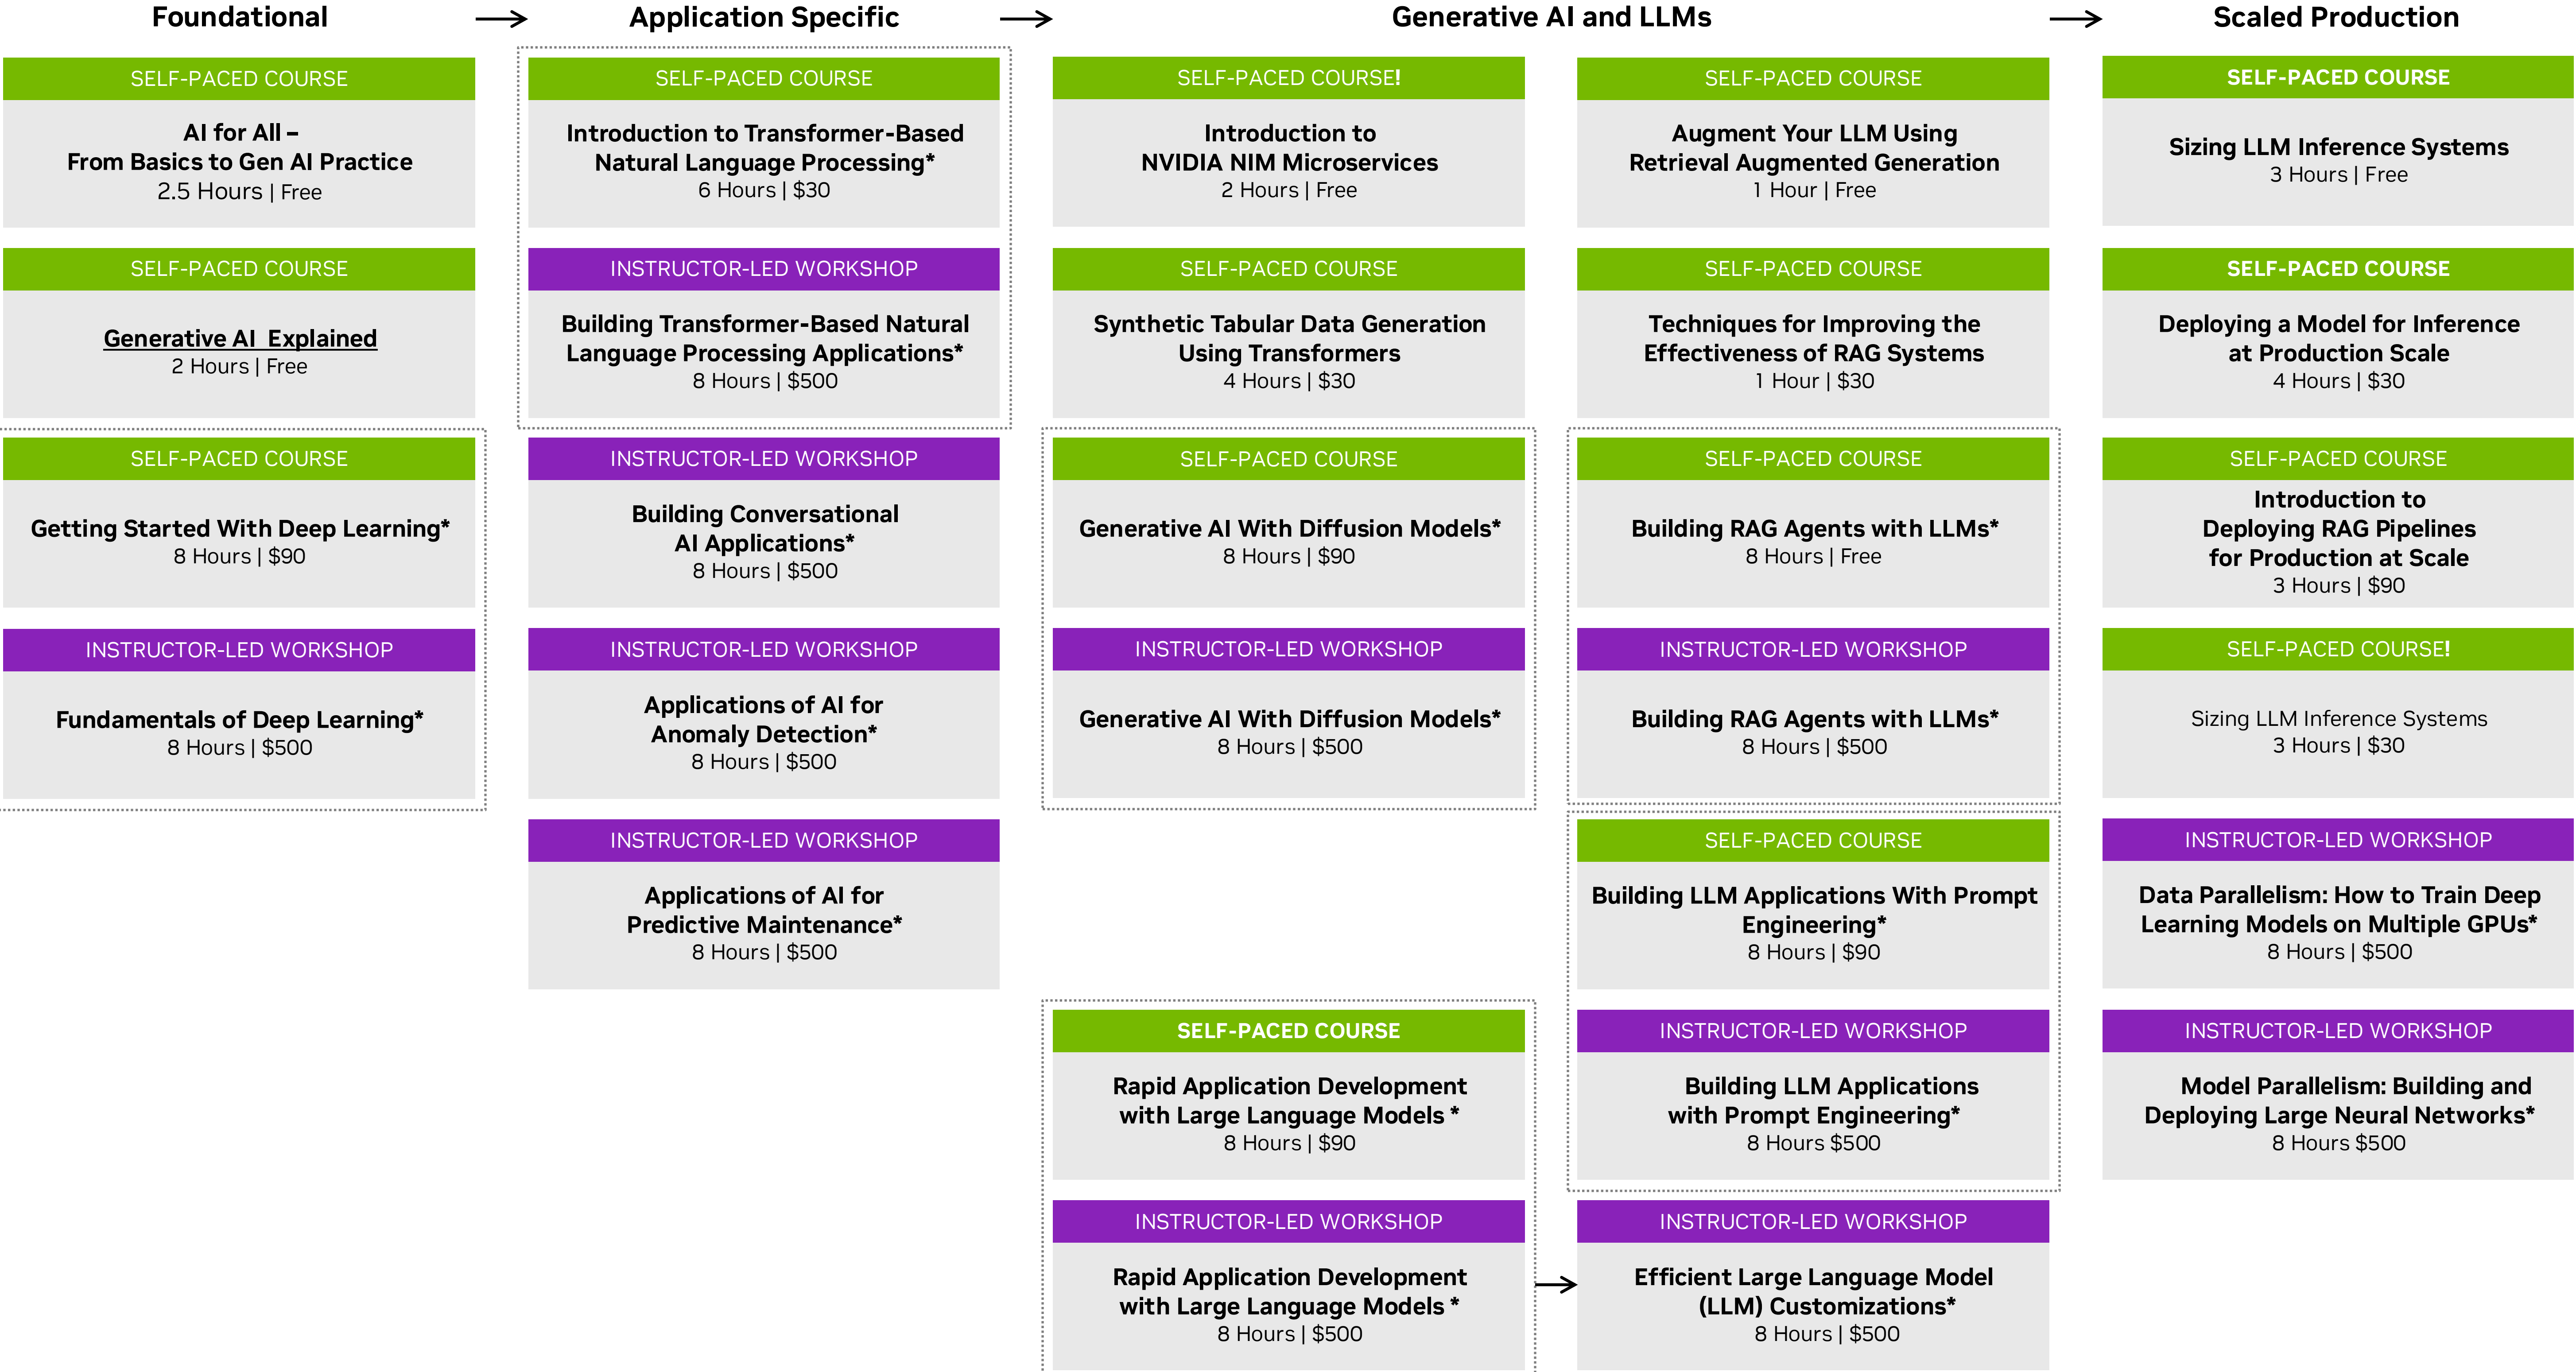 Foundational
Application Specific
Generative AI and LLMs
Scaled Production
SELF-PACED COURSE
AI for All –
From Basics to Gen AI Practice
2.5 Hours | Free
SELF-PACED COURSE
Generative AI  Explained
2 Hours | Free
SELF-PACED COURSE
Getting Started With Deep Learning*
8 Hours | $90
INSTRUCTOR-LED WORKSHOP
Fundamentals of Deep Learning*
8 Hours | $500
SELF-PACED COURSE
Introduction to Transformer-Based
Natural Language Processing*
6 Hours | $30
INSTRUCTOR-LED WORKSHOP
Building Transformer-Based Natural
Language Processing Applications*
8 Hours | $500
INSTRUCTOR-LED WORKSHOP
Building Conversational
AI Applications*
8 Hours | $500
INSTRUCTOR-LED WORKSHOP
Applications of AI for
Anomaly Detection*
8 Hours | $500
INSTRUCTOR-LED WORKSHOP
Applications of AI for
Predictive Maintenance*
8 Hours | $500
SELF-PACED COURSE!
Introduction to
NVIDIA NIM Microservices
2 Hours | Free
SELF-PACED COURSE
Synthetic Tabular Data Generation
Using Transformers
4 Hours | $30
SELF-PACED COURSE
Generative AI With Diffusion Models*
8 Hours | $90
INSTRUCTOR-LED WORKSHOP
Generative AI With Diffusion Models*
8 Hours | $500
SELF-PACED COURSE
Rapid Application Development
with Large Language Models *
8 Hours | $90
INSTRUCTOR-LED WORKSHOP
Rapid Application Development
with Large Language Models *
8 Hours | $500
SELF-PACED COURSE
Augment Your LLM Using
Retrieval Augmented Generation
1 Hour | Free
SELF-PACED COURSE
Techniques for Improving the
Effectiveness of RAG Systems
1 Hour | $30
SELF-PACED COURSE
Building RAG Agents with LLMs*
8 Hours | Free
INSTRUCTOR-LED WORKSHOP
Building RAG Agents with LLMs*
8 Hours | $500
SELF-PACED COURSE
Building LLM Applications With Prompt
Engineering*
8 Hours | $90
INSTRUCTOR-LED WORKSHOP
Building LLM Applications
with Prompt Engineering*
8 Hours $500
INSTRUCTOR-LED WORKSHOP
Efficient Large Language Model
(LLM) Customizations*
8 Hours | $500
SELF-PACED COURSE
Sizing LLM Inference Systems
3 Hours | Free
SELF-PACED COURSE
Deploying a Model for Inference
at Production Scale
4 Hours | $30
SELF-PACED COURSE
Introduction to
Deploying RAG Pipelines
for Production at Scale
3 Hours | $90
SELF-PACED COURSE!
Sizing LLM Inference Systems
3 Hours | $30
INSTRUCTOR-LED WORKSHOP
Data Parallelism: How to Train Deep
Learning Models on Multiple GPUs*
8 Hours | $500
INSTRUCTOR-LED WORKSHOP
Model Parallelism: Building and
Deploying Large Neural Networks*
8 Hours $500